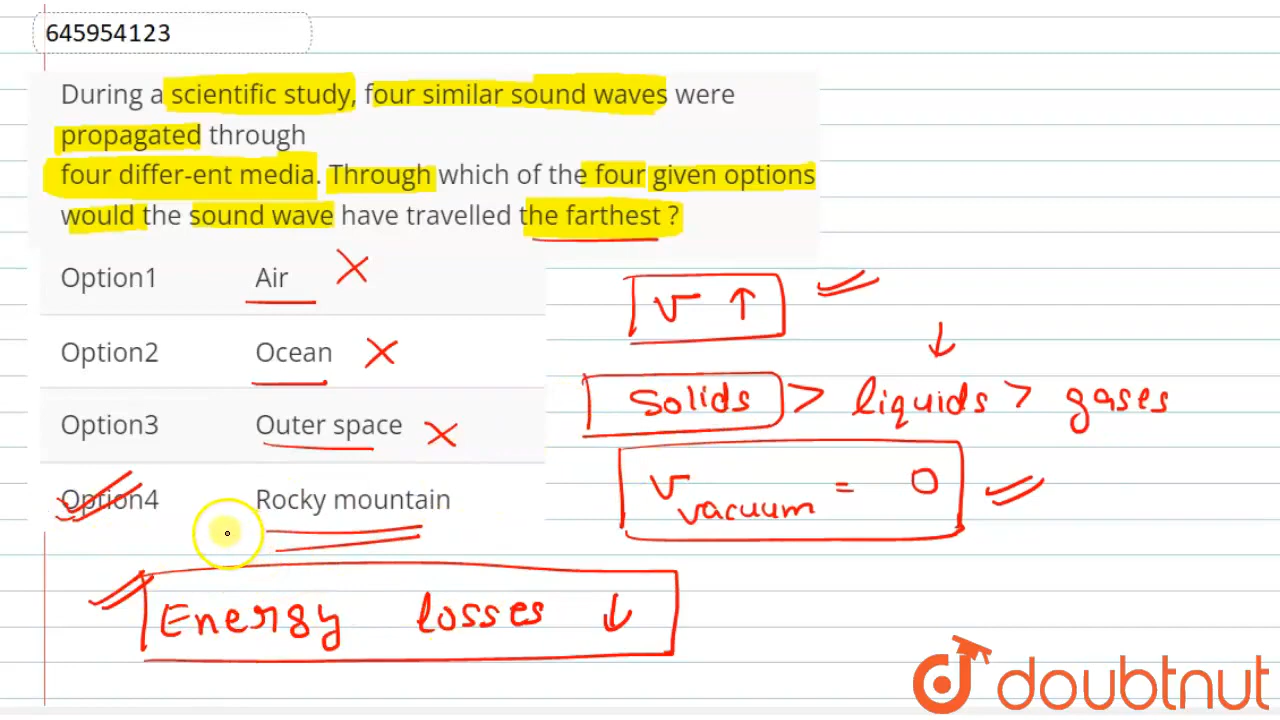 645954123
During a scientific study, four similar sound waves were
propagated through
four differ-ent media. Through which of the four given options
would the sound wave have travelled the farthest ?
Option1 Air
Option2 Ocean
Option3 Outer space
Option4 Rocky mountain
V ↑
Solids > liquids > gases
V vacuum = 0
Energy losses ↓
doubtnut